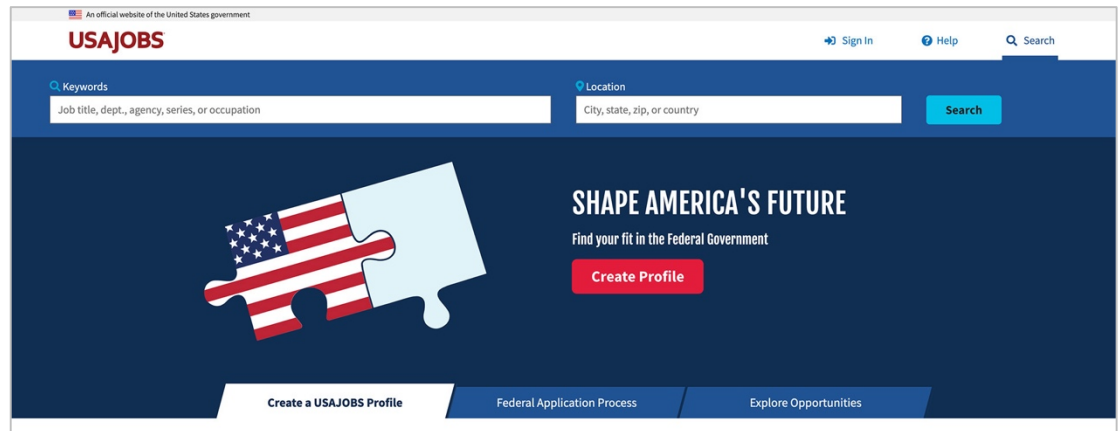 An official website of the United States government
USAJOBS
Sign In
Help
Search
Keywords
Location
Job title, dept., agency, series, or occupation
City, state, zip, or country
Search
SHAPE AMERICA'S FUTURE
Find your fit in the Federal Government
Create Profile
Create a USAJOBS Profile
Federal Application Process
Explore Opportunities